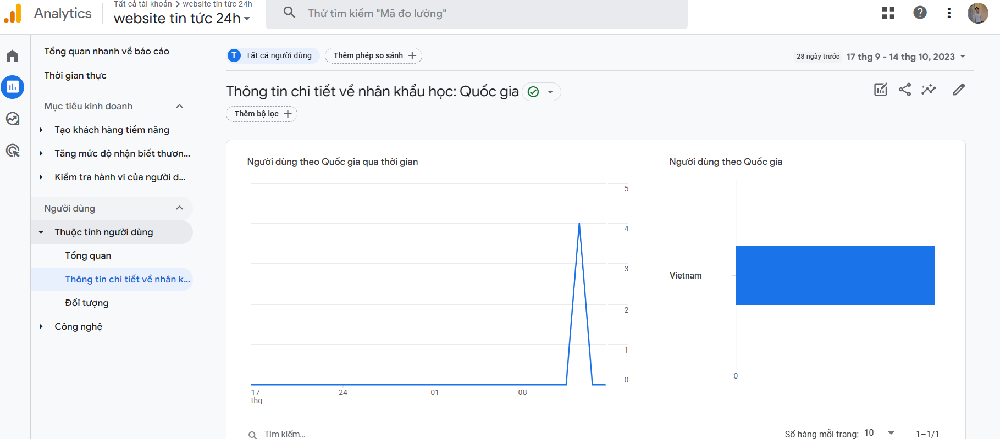 Analytics
Tất cả tài khoản > website tin tức 24h
website tin tức 24h
Thử tìm kiếm "Mã đo lường"
Tổng quan nhanh về báo cáo
Thời gian thực
Mục tiêu kinh doanh
Tạo khách hàng tiềm năng
Tăng mức độ nhận biết thươn...
Kiểm tra hành vi của người d...
Người dùng
Thuộc tính người dùng
Tổng quan
Thông tin chi tiết về nhân k...
Đối tượng
Công nghệ
T Tất cả người dùng
Thêm phép so sánh +
28 ngày trước 17 thg 9 - 14 thg 10, 2023
Thông tin chi tiết về nhân khẩu học: Quốc gia
Thêm bộ lọc +
Người dùng theo Quốc gia qua thời gian
5
4
3
2
1
0
17 thg
24
01
08
Người dùng theo Quốc gia
Vietnam
0
Tìm kiếm...
Số hàng mỗi trang: 10
1–1/1